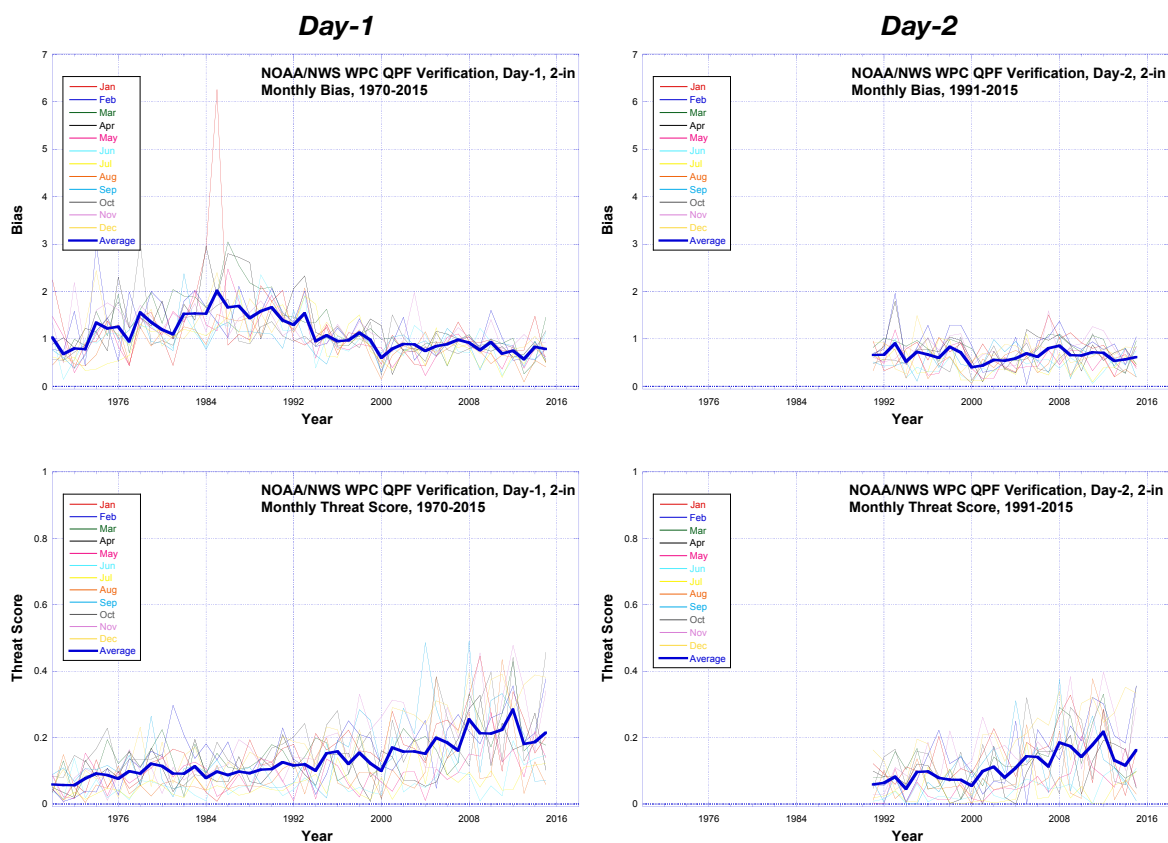 Day-1
Day-2
NOAA/NWS WPC QPF Verification, Day-1, 2-in
Monthly Bias, 1970-2015
7
6
5
4
3
2
1
0
Bias
Jan
Feb
Mar
Apr
May
Jun
Jul
Aug
Sep
Oct
Nov
Dec
Average
1976
1984
1992
2000
2008
2016
Year
NOAA/NWS WPC QPF Verification, Day-2, 2-in
Monthly Bias, 1991-2015
7
6
5
4
3
2
1
0
Bias
Jan
Feb
Mar
Apr
May
Jun
Jul
Aug
Sep
Oct
Nov
Dec
Average
1976
1984
1992
2000
2008
2016
Year
NOAA/NWS WPC QPF Verification, Day-1, 2-in
Monthly Threat Score, 1970-2015
1
0.8
0.6
0.4
0.2
0
Threat Score
Jan
Feb
Mar
Apr
May
Jun
Jul
Aug
Sep
Oct
Nov
Dec
Average
1976
1984
1992
2000
2008
2016
Year
NOAA/NWS WPC QPF Verification, Day-2, 2-in
Monthly Threat Score, 1991-2015
1
0.8
0.6
0.4
0.2
0
Threat Score
Jan
Feb
Mar
Apr
May
Jun
Jul
Aug
Sep
Oct
Nov
Dec
Average
1976
1984
1992
2000
2008
2016
Year